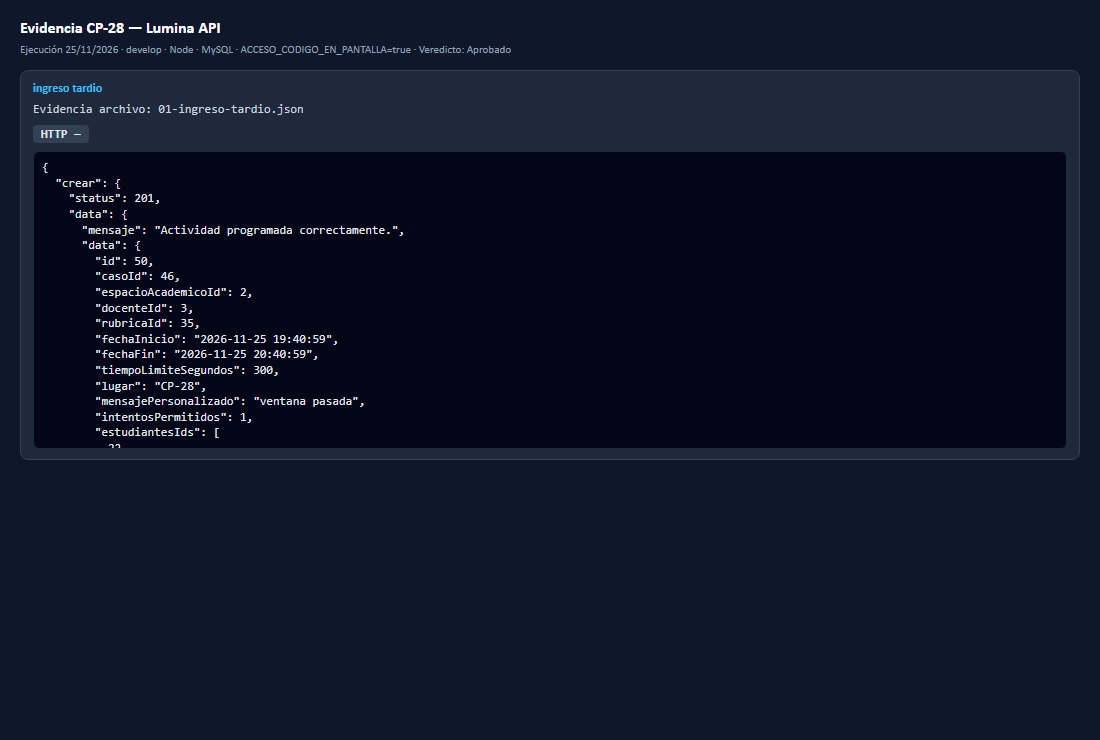 Evidencia CP-28 — Lumina API
Ejecución 25/11/2026 · develop · Node · MySQL · ACCESO_CODIGO_EN_PANTALLA=true · Veredicto: Aprobado
ingreso tardio
Evidencia archivo: 01-ingreso-tardio.json
HTTP —
{
  "crear": {
    "status": 201,
    "data": {
      "mensaje": "Actividad programada correctamente.",
      "data": {
        "id": 50,
        "casoId": 46,
        "espacioAcademicoId": 2,
        "docenteId": 3,
        "rubricaId": 35,
        "fechaInicio": "2026-11-25 19:40:59",
        "fechaFin": "2026-11-25 20:40:59",
        "tiempoLimiteSegundos": 300,
        "lugar": "CP-28",
        "mensajePersonalizado": "ventana pasada",
        "intentosPermitidos": 1,
        "estudiantesIds": [